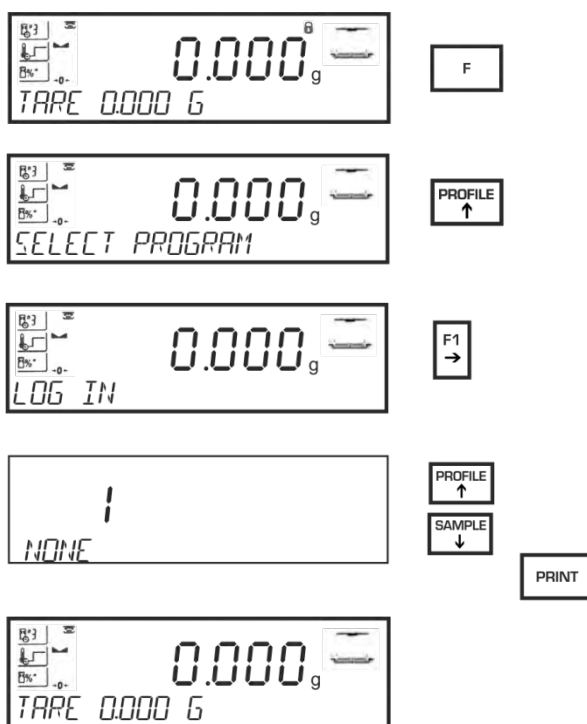 0.000 g
TARE 0.000 G
F
0.000 g
SELECT PROGRAM
PROFILE
↑
0.000 g
LOG IN
F1
→
1
NONE
PROFILE
↑
SAMPLE
↓
PRINT
0.000 g
TARE 0.000 G